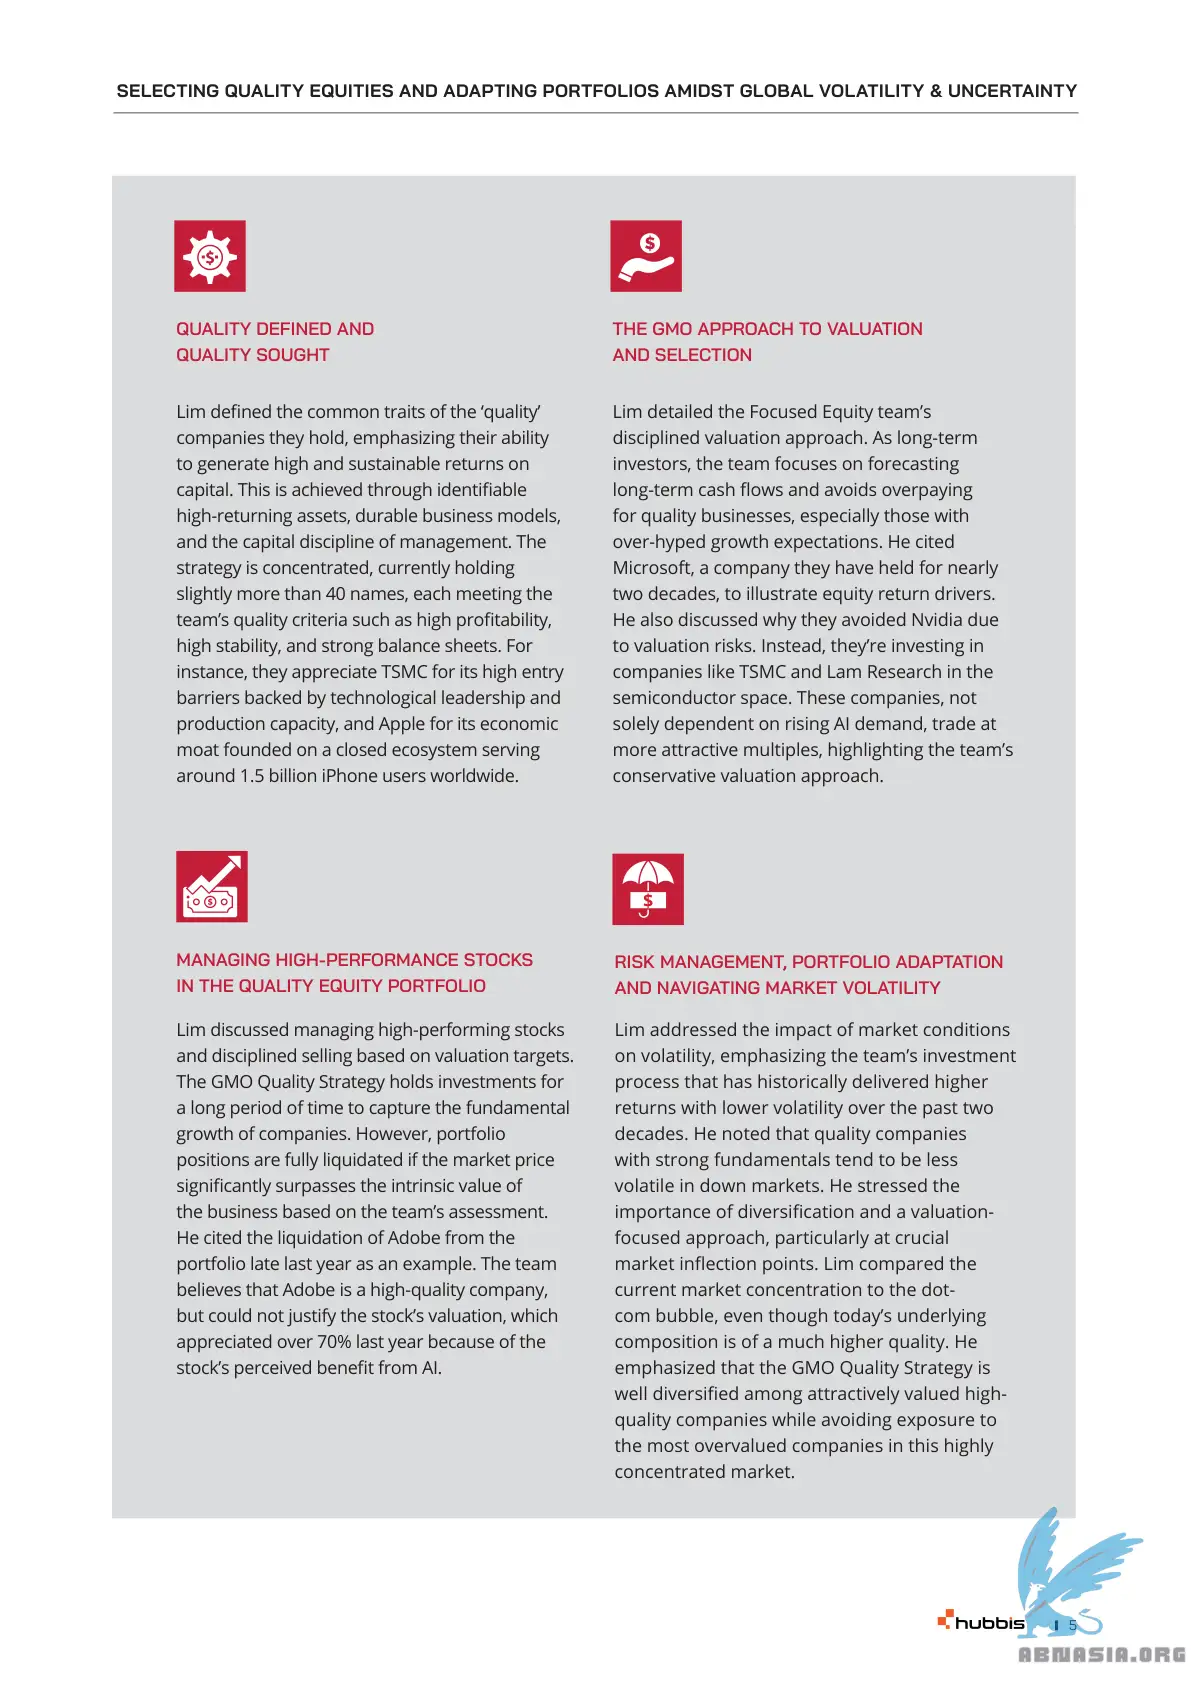 SELECTING QUALITY EQUITIES AND ADAPTING PORTFOLIOS AMIDST GLOBAL VOLATILITY & UNCERTAINTY
QUALITY DEFINED AND
QUALITY SOUGHT
Lim defined the common traits of the ‘quality’
companies they hold, emphasizing their ability
to generate high and sustainable returns on
capital. This is achieved through identifiable
high-returning assets, durable business models,
and the capital discipline of management. The
strategy is concentrated, currently holding
slightly more than 40 names, each meeting the
team’s quality criteria such as high profitability,
high stability, and strong balance sheets. For
instance, they appreciate TSMC for its high entry
barriers backed by technological leadership and
production capacity, and Apple for its economic
moat founded on a closed ecosystem serving
around 1.5 billion iPhone users worldwide.
THE GMO APPROACH TO VALUATION
AND SELECTION
Lim detailed the Focused Equity team’s
disciplined valuation approach. As long-term
investors, the team focuses on forecasting
long-term cash flows and avoids overpaying
for quality businesses, especially those with
over-hyped growth expectations. He cited
Microsoft, a company they have held for nearly
two decades, to illustrate equity return drivers.
He also discussed why they avoided Nvidia due
to valuation risks. Instead, they’re investing in
companies like TSMC and Lam Research in the
semiconductor space. These companies, not
solely dependent on rising AI demand, trade at
more attractive multiples, highlighting the team’s
conservative valuation approach.
MANAGING HIGH-PERFORMANCE STOCKS
IN THE QUALITY EQUITY PORTFOLIO
Lim discussed managing high-performing stocks
and disciplined selling based on valuation targets.
The GMO Quality Strategy holds investments for
a long period of time to capture the fundamental
growth of companies. However, portfolio
positions are fully liquidated if the market price
significantly surpasses the intrinsic value of
the business based on the team’s assessment.
He cited the liquidation of Adobe from the
portfolio late last year as an example. The team
believes that Adobe is a high-quality company,
but could not justify the stock’s valuation, which
appreciated over 70% last year because of the
stock’s perceived benefit from AI.
RISK MANAGEMENT, PORTFOLIO ADAPTATION
AND NAVIGATING MARKET VOLATILITY
Lim addressed the impact of market conditions
on volatility, emphasizing the team’s investment
process that has historically delivered higher
returns with lower volatility over the past two
decades. He noted that quality companies
with strong fundamentals tend to be less
volatile in down markets. He stressed the
importance of diversification and a valuation-
focused approach, particularly at crucial
market inflection points. Lim compared the
current market concentration to the dot-
com bubble, even though today’s underlying
composition is of a much higher quality. He
emphasized that the GMO Quality Strategy is
well diversified among attractively valued high-
quality companies while avoiding exposure to
the most overvalued companies in this highly
concentrated market.
hubbis
5
ABNASIA.ORG